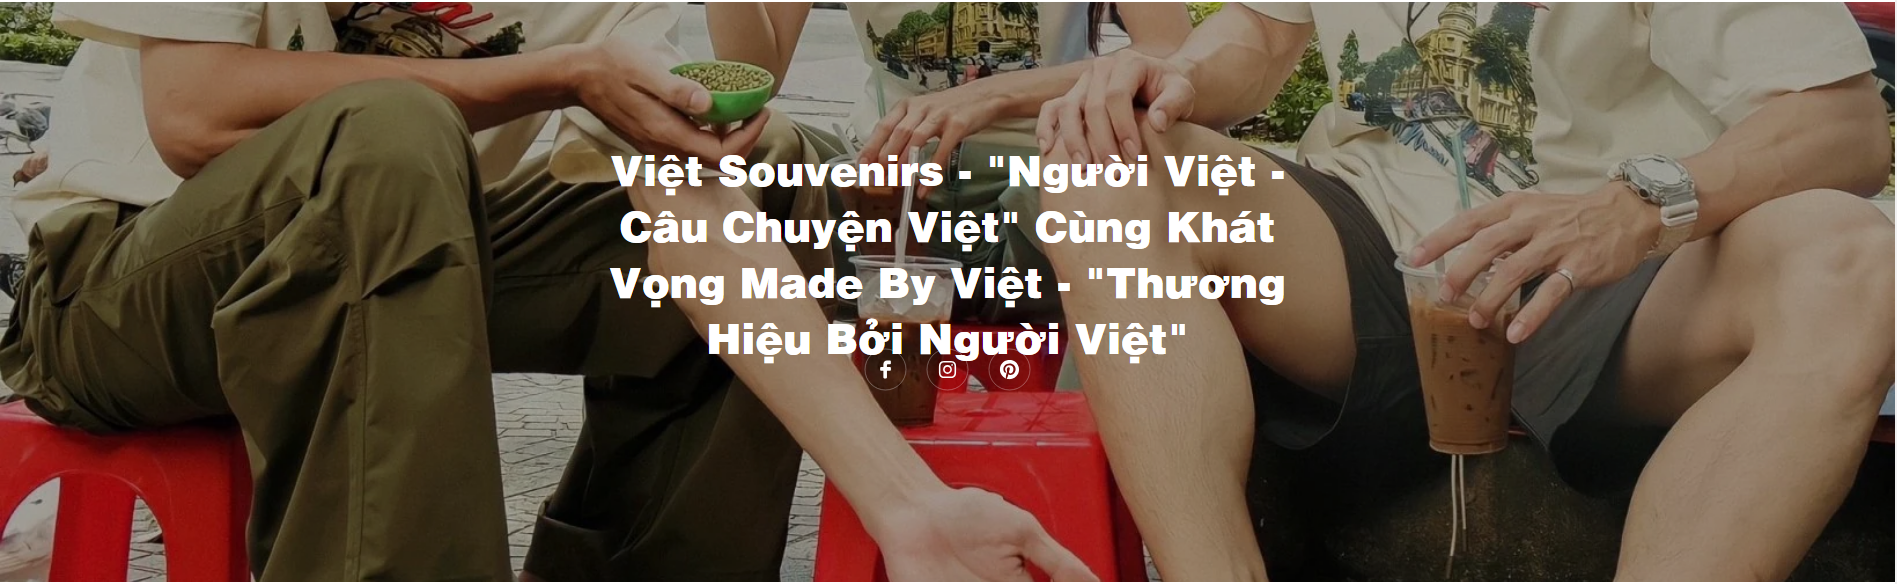 Việt Souvenirs - "Người Việt -
Câu Chuyện Việt" Cùng Khát
Vọng Made By Việt - "Thương
Hiệu Bởi Người Việt"